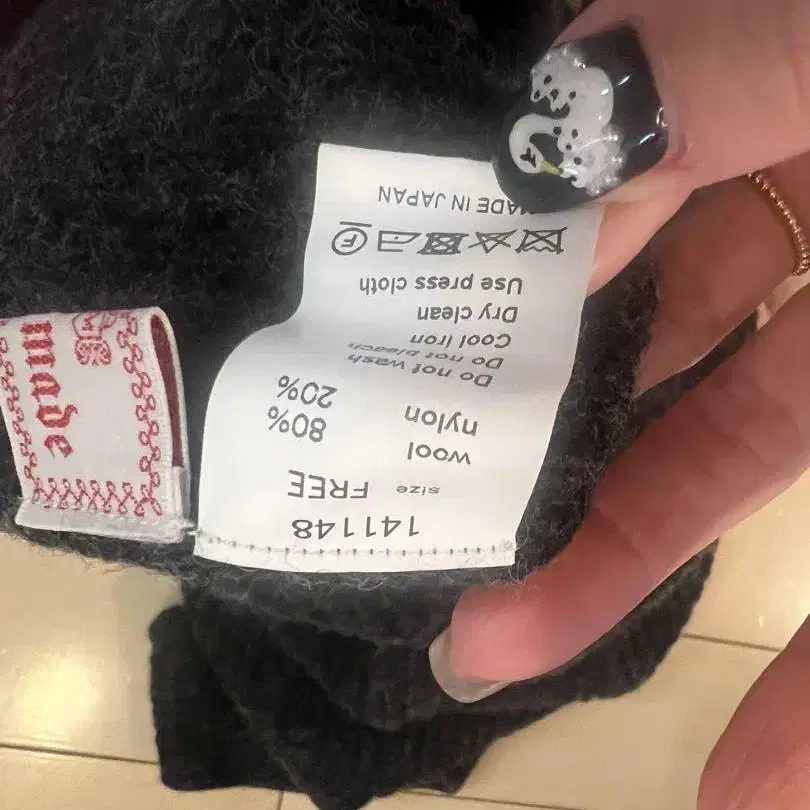 141148
size FREE
wool 80%
nylon 20%
Do not wash
Do not bleach
Cool iron
Dry clean
Use press cloth
F
MADE IN JAPAN